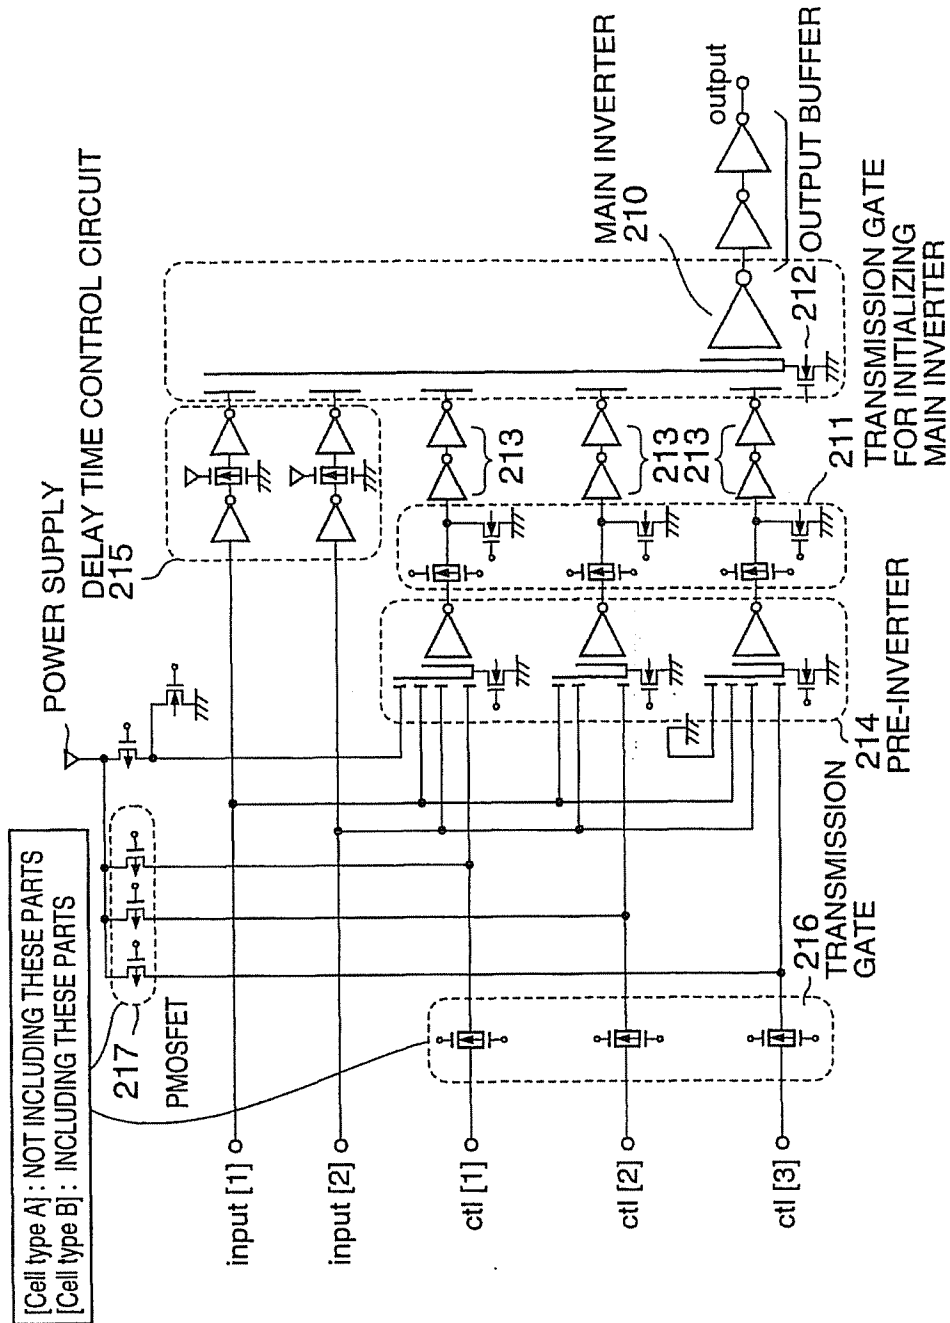 [Cell type A] : NOT INCLUDING THESE PARTS
[Cell type B] : INCLUDING THESE PARTS
217
PMOSFET
POWER SUPPLY
DELAY TIME CONTROL CIRCUIT
215
MAIN INVERTER
210
output
OUTPUT BUFFER
212
TRANSMISSION GATE
FOR INITIALIZING
MAIN INVERTER
211
213
213
213
214
PRE-INVERTER
216
TRANSMISSION
GATE
input [1]
input [2]
ctl [1]
ctl [2]
ctl [3]